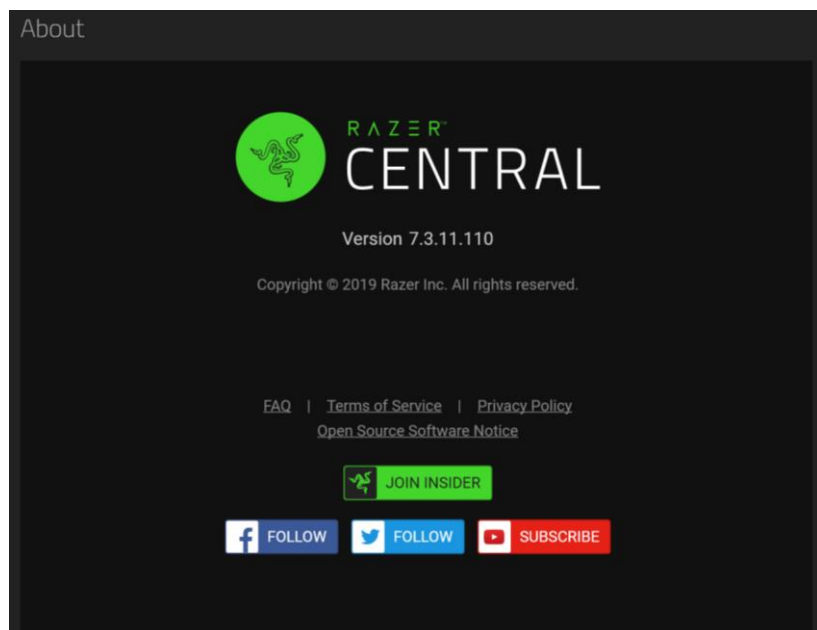 About
RAZER™
CENTRAL
Version 7.3.11.110
Copyright © 2019 Razer Inc. All rights reserved.
FAQ | Terms of Service | Privacy Policy
Open Source Software Notice
JOIN INSIDER
FOLLOW FOLLOW SUBSCRIBE